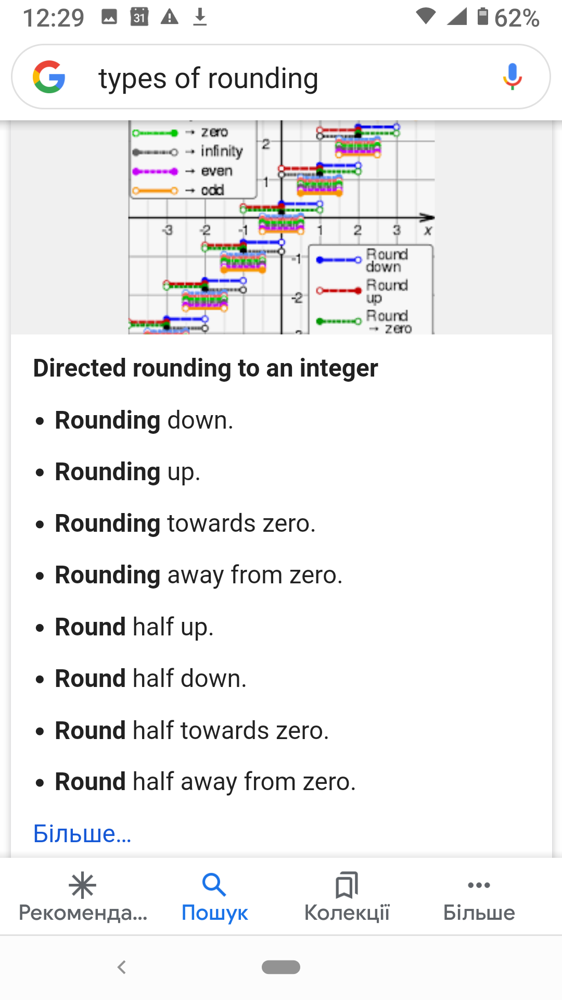 12:29 31 62%
types of rounding
→ zero
→ infinity
→ even
→ odd
2
1
-3 -2 -1 1 2 3 x
-1
-2
Round
down
Round
up
Round
→ zero
Directed rounding to an integer
• Rounding down.
• Rounding up.
• Rounding towards zero.
• Rounding away from zero.
• Round half up.
• Round half down.
• Round half towards zero.
• Round half away from zero.
Більше...
Рекоменда... Пошук Колекції Більше